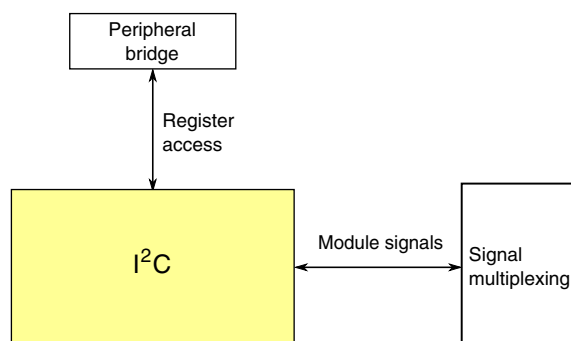 Peripheral
bridge
Register
access
I²C
Module signals
Signal
multiplexing